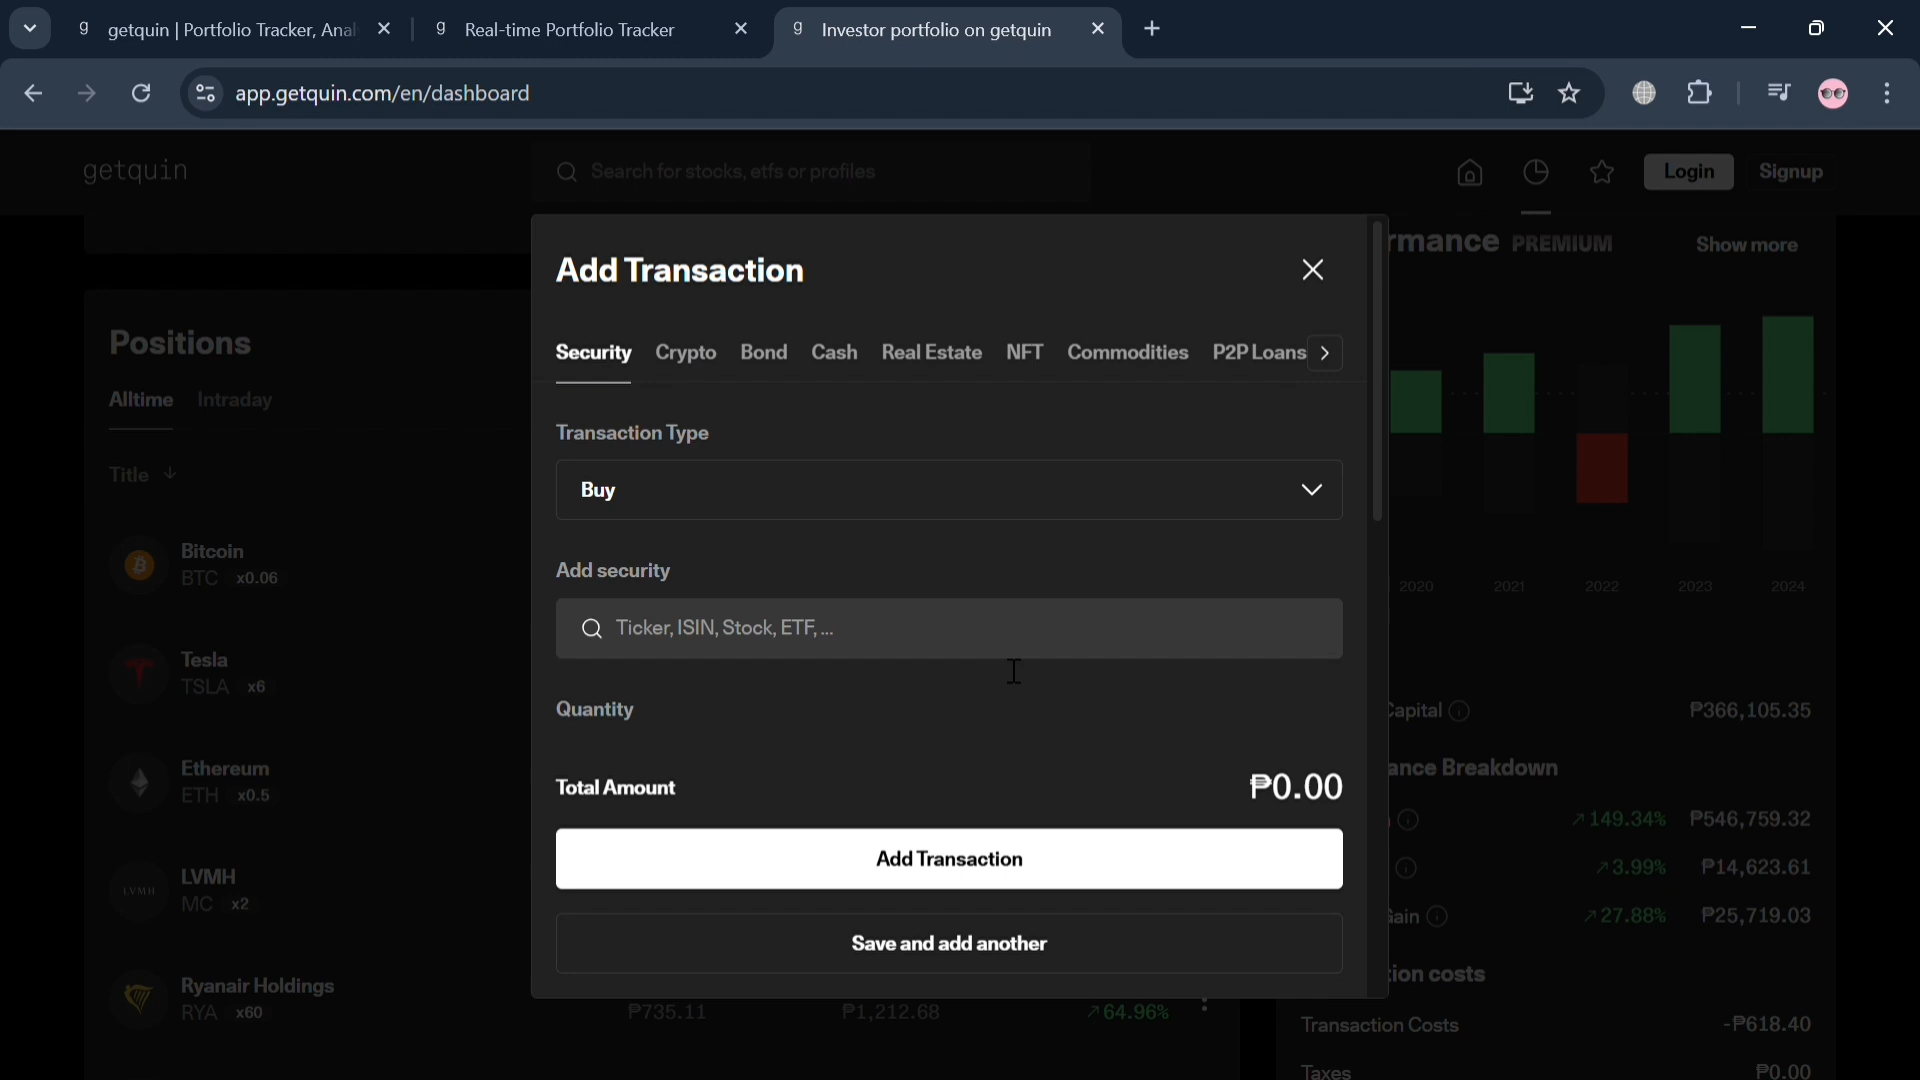 getquin | Portfolio Tracker, Anal
Real-time Portfolio Tracker
Investor portfolio on getquin
app.getquin.com/en/dashboard
getquin
Search for stocks, etfs or profiles
Login
Signup
rmance PREMIUM
Show more
Add Transaction
Security
Crypto
Bond
Cash
Real Estate
NFT
Commodities
P2P Loans
Transaction Type
Buy
Add security
Ticker, ISIN, Stock, ETF, ...
Quantity
Total Amount
₱0.00
Add Transaction
Save and add another
Positions
Alltime
Intraday
Title
Bitcoin
BTC x0.06
Tesla
TSLA x6
Ethereum
ETH x0.5
LVMH
LVMH
MC x2
Ryanair Holdings
RYA x60
₱735.11
₱1,212.68
64.96%
2020
2021
2022
2023
2024
Capital
₱366,105.35
ance Breakdown
149.34% ₱546,759.32
3.99% ₱14,623.61
Gain
27.88% ₱25,719.03
tion costs
Transaction Costs
-₱618.40
Taxes
₱0.00